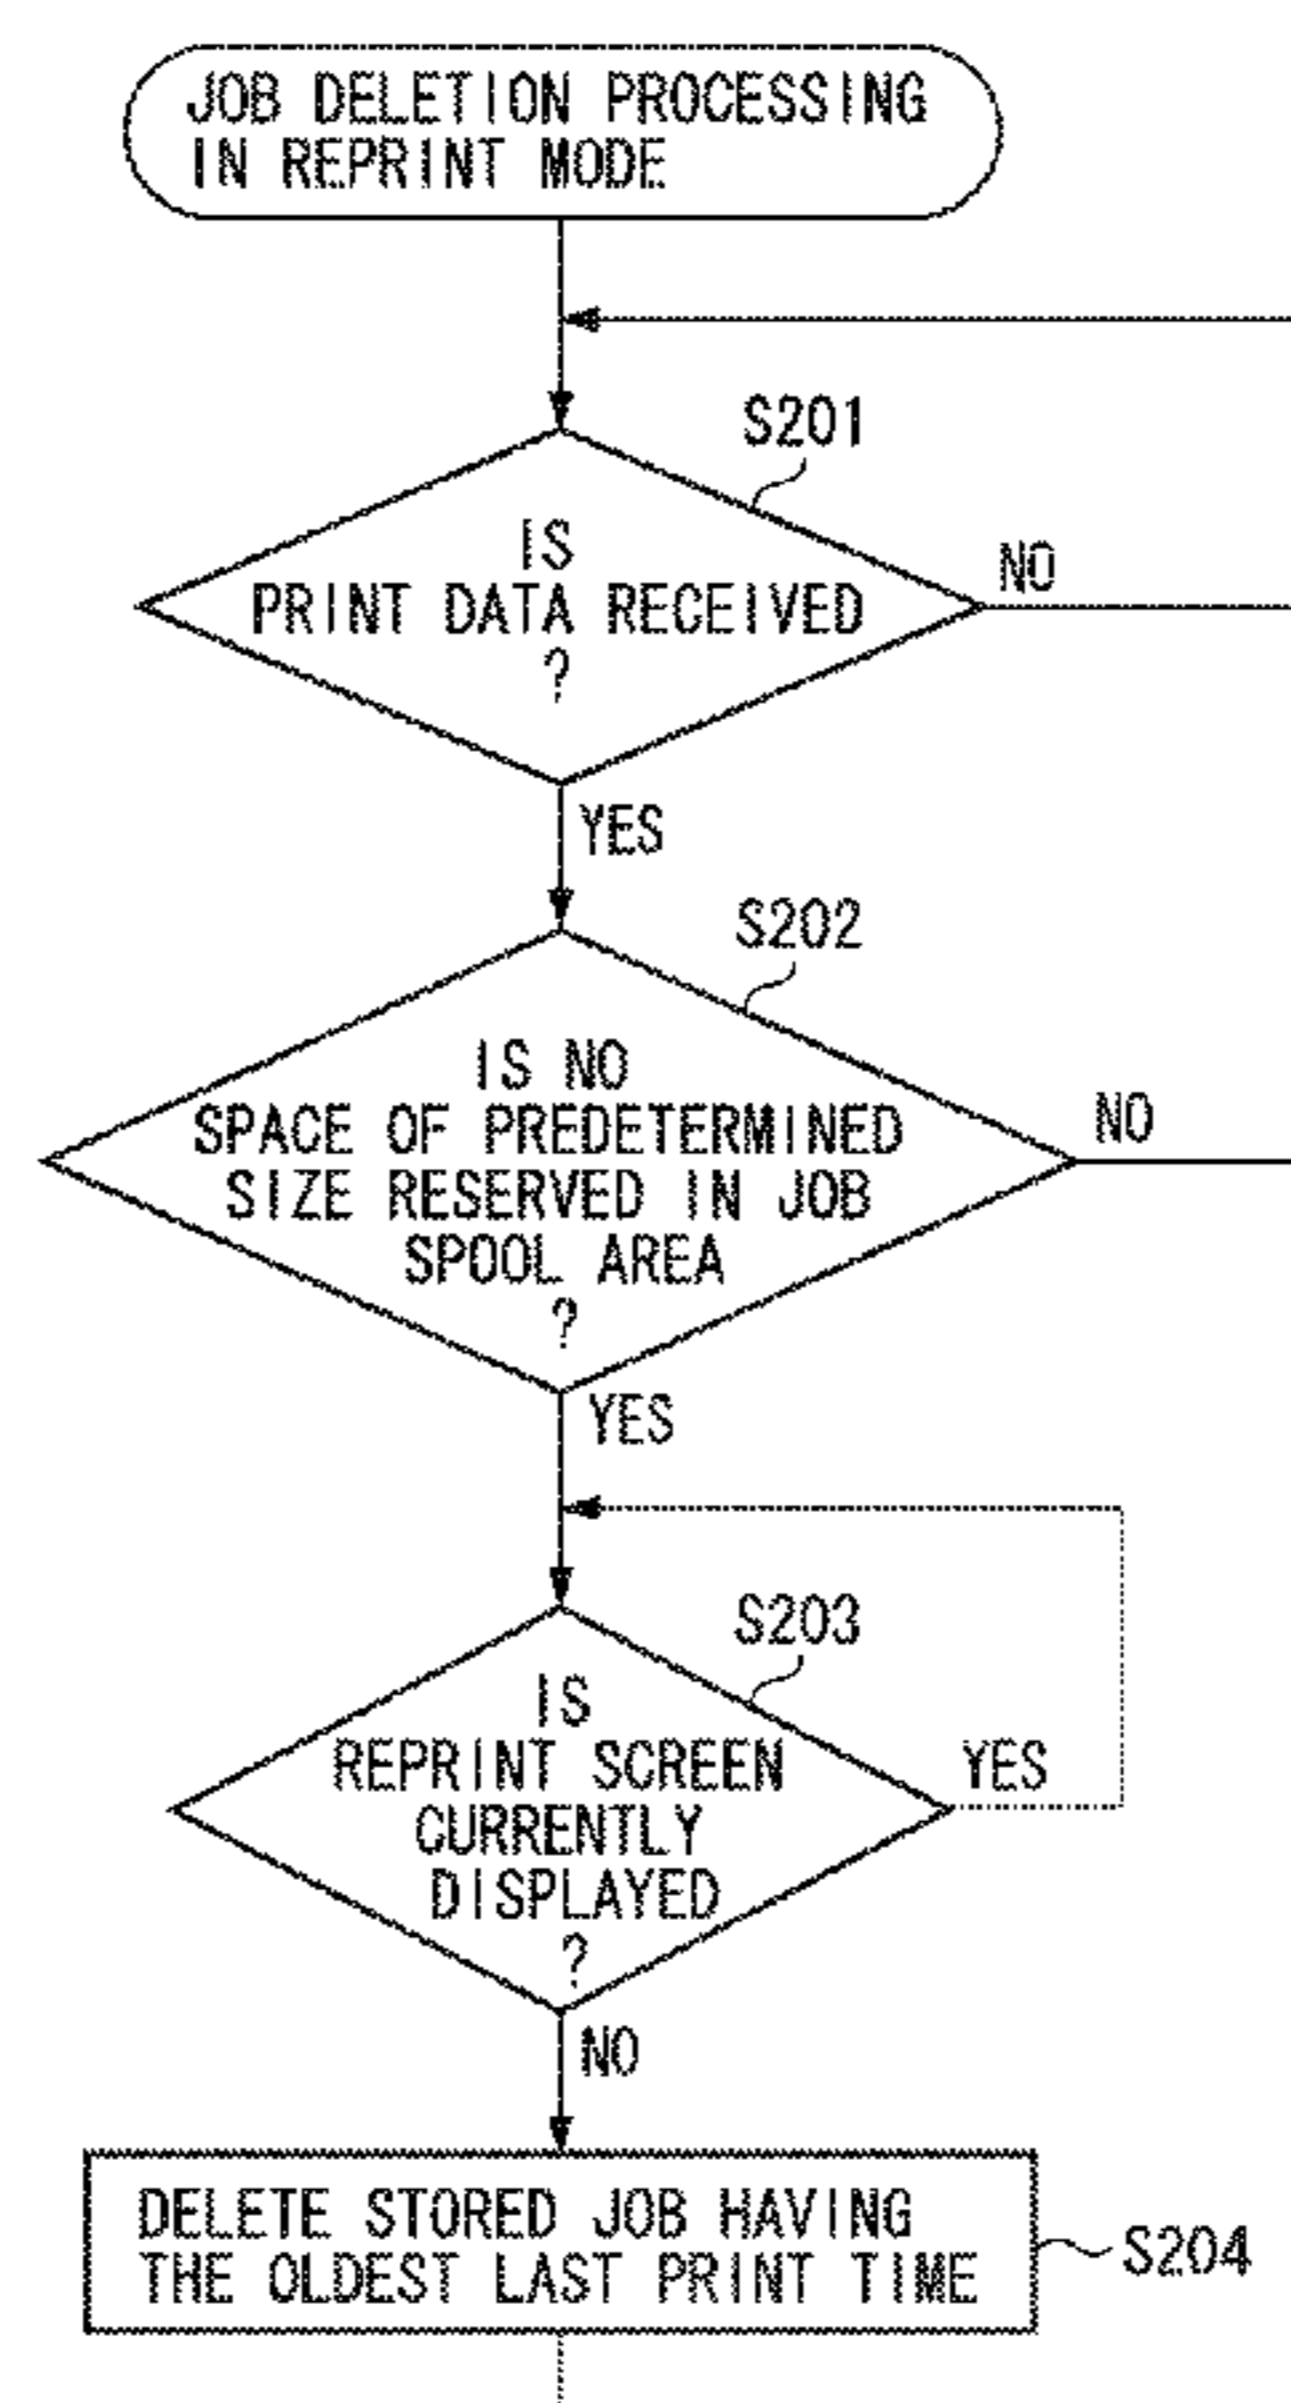 JOB DELETION PROCESSING
IN REPRINT MODE
S201
IS
PRINT DATA RECEIVED
?
NO
YES
S202
IS NO
SPACE OF PREDETERMINED
SIZE RESERVED IN JOB
SPOOL AREA
?
NO
YES
S203
IS
REPRINT SCREEN
CURRENTLY
DISPLAYED
?
YES
NO
DELETE STORED JOB HAVING
THE OLDEST LAST PRINT TIME
S204